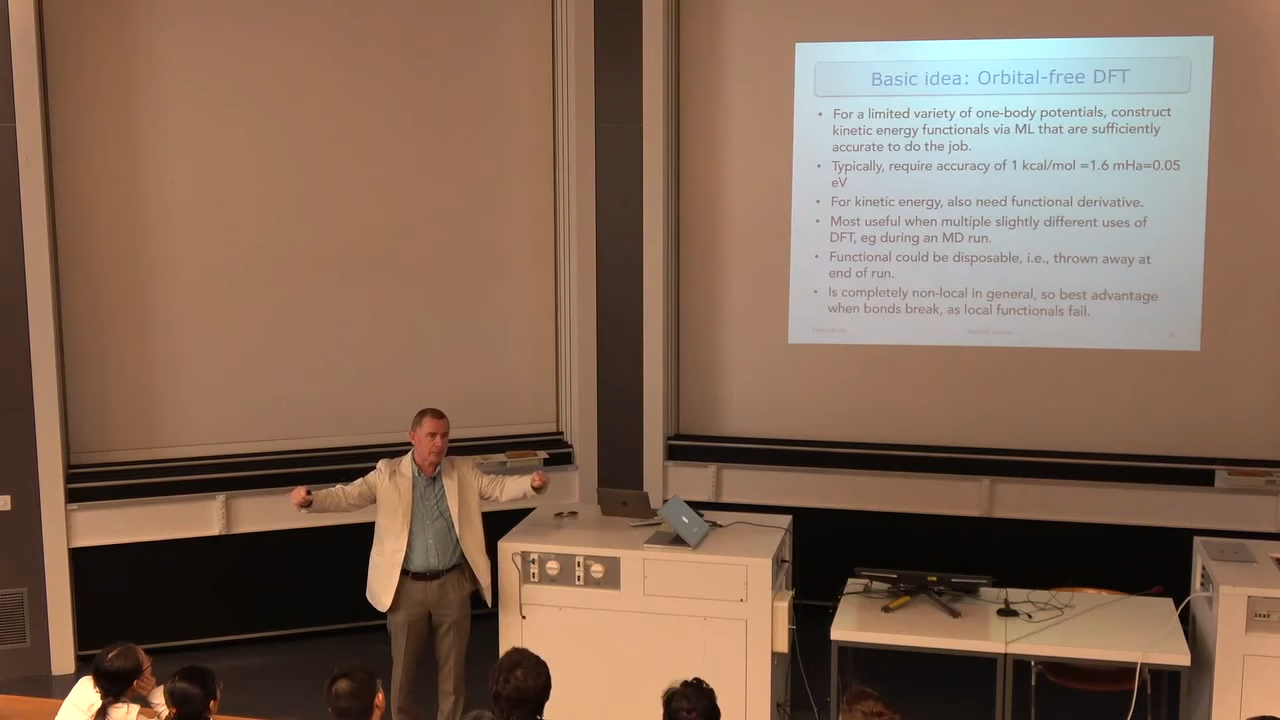 Basic idea: Orbital-free DFT
• For a limited variety of one-body potentials, construct
kinetic energy functionals via ML that are sufficiently
accurate to do the job.
• Typically, require accuracy of 1 kcal/mol =1.6 mHa=0.05
eV
• For kinetic energy, also need functional derivative.
• Most useful when multiple slightly different uses of
DFT, eg during an MD run.
• Functional could be disposable, i.e., thrown away at
end of run.
• Is completely non-local in general, so best advantage
when bonds break, as local functionals fail.